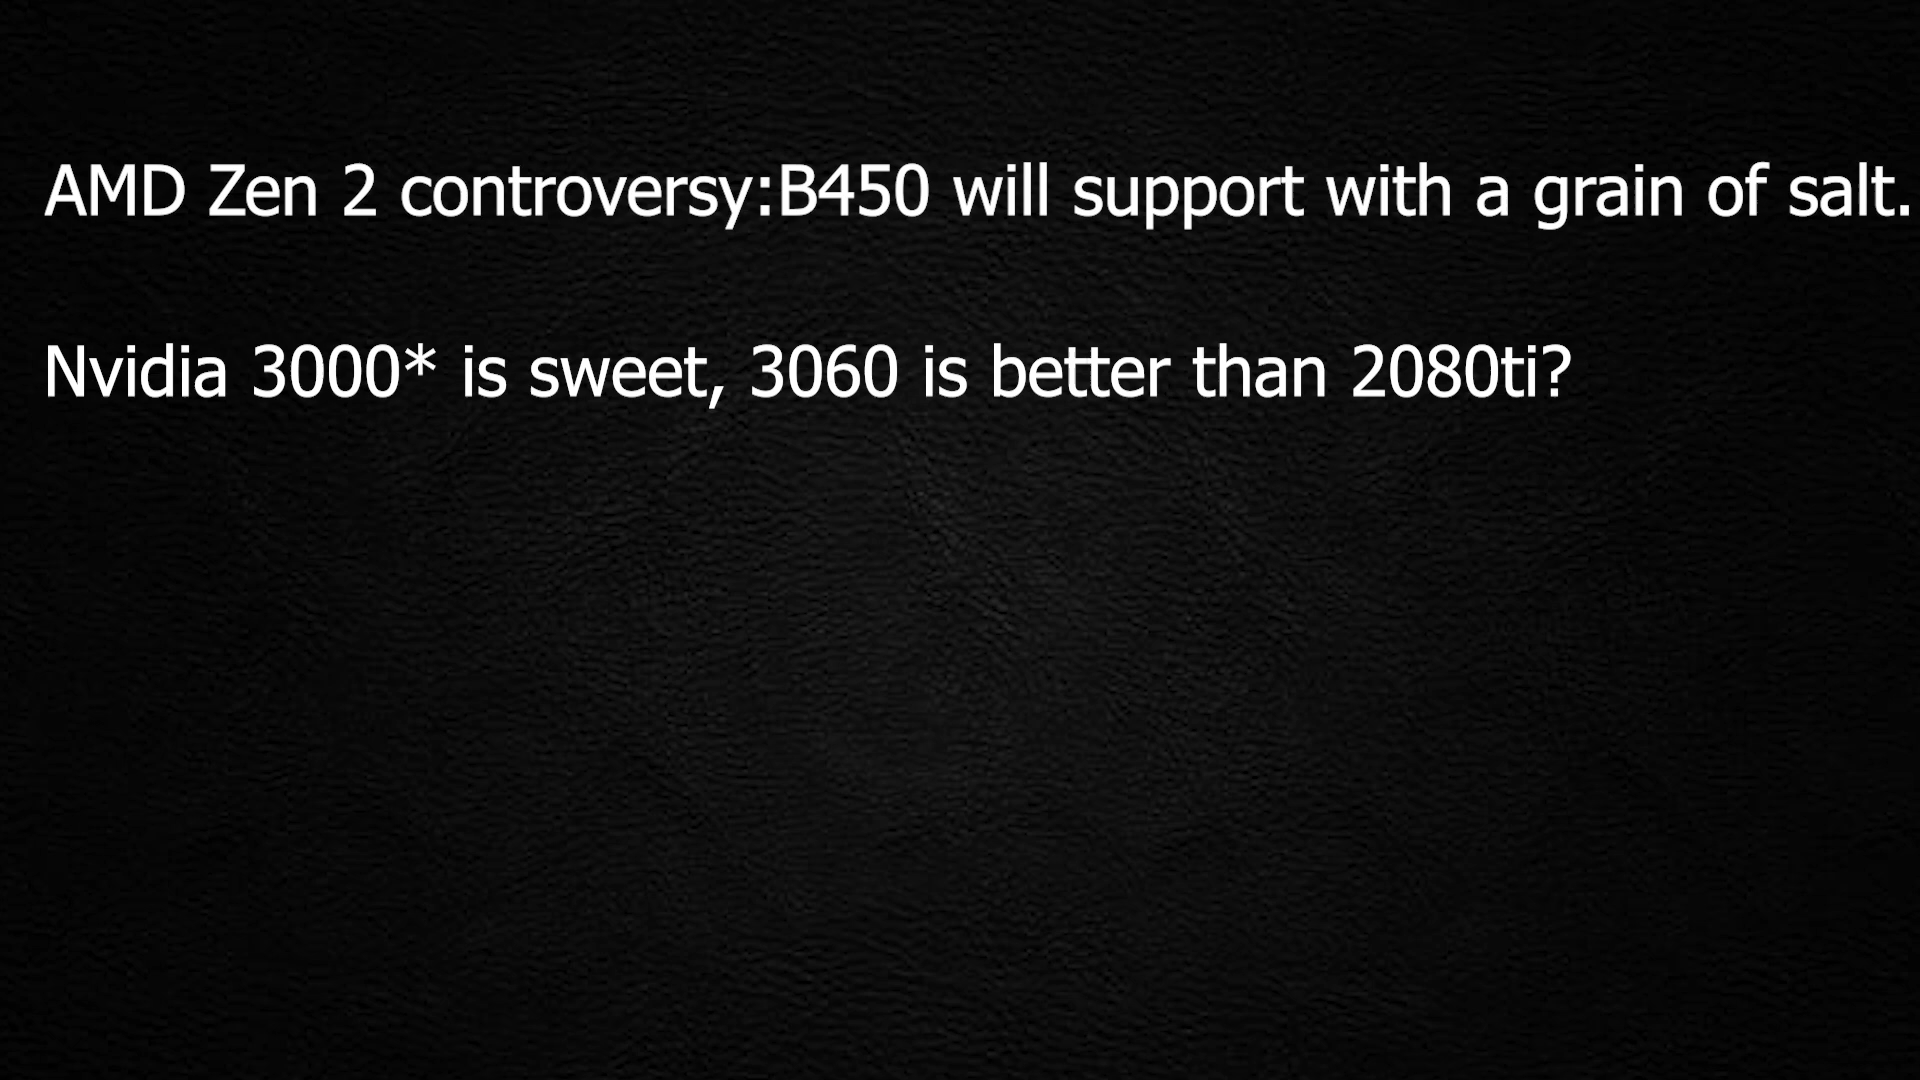 AMD Zen 2 controversy:B450 will support with a grain of salt.
Nvidia 3000* is sweet, 3060 is better than 2080ti?